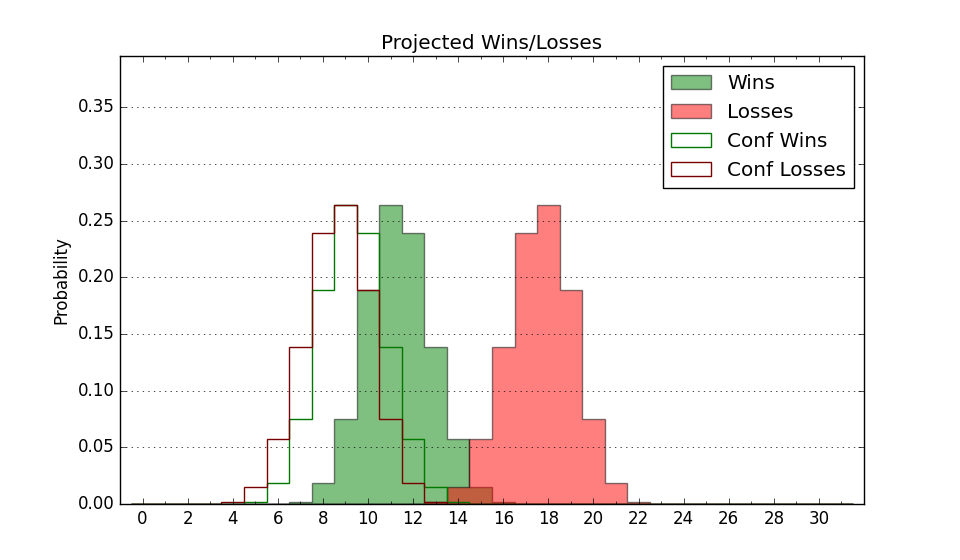 Projected Wins/Losses
Wins
Losses
Conf Wins
Conf Losses
Probability
0.35
0.30
0.25
0.20
0.15
0.10
0.05
0.00
0 2 4 6 8 10 12 14 16 18 20 22 24 26 28 30